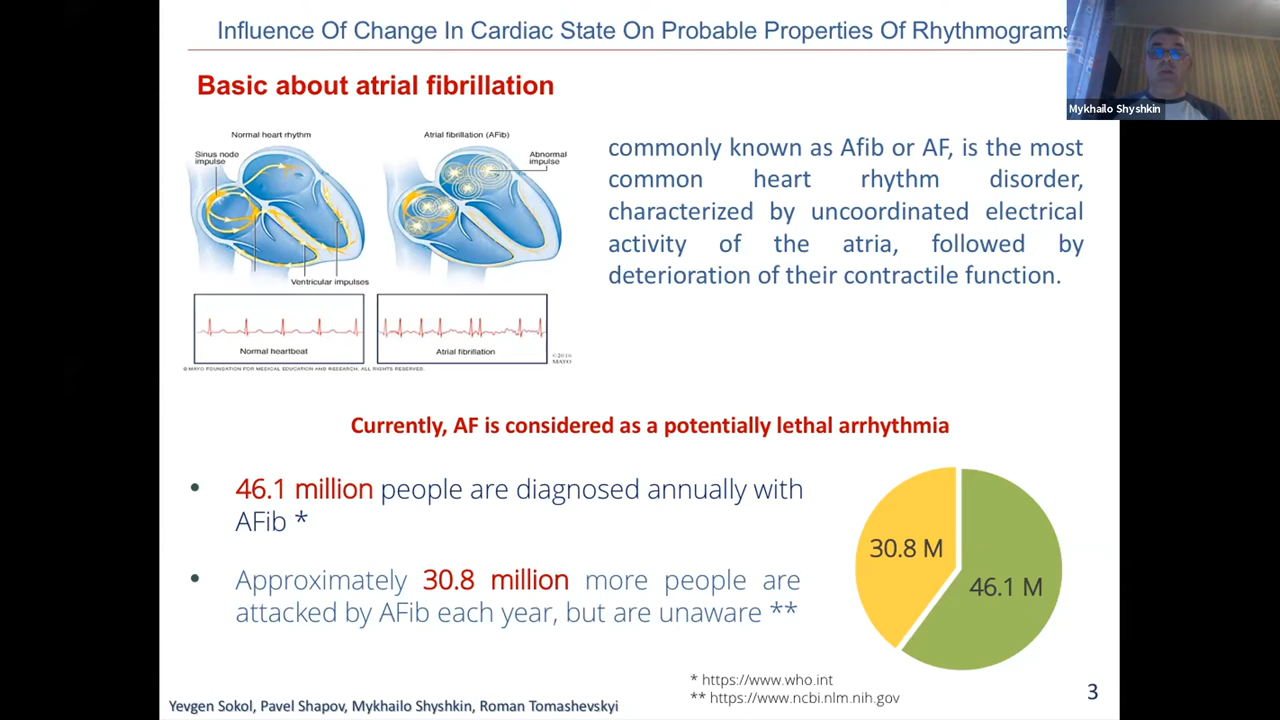 Influence Of Change In Cardiac State On Probable Properties Of Rhythmograms
Mykhailo Shyshkin
Basic about atrial fibrillation
Normal heart rhythm
Atrial fibrillation (AFib)
Sinus node
impulse
Abnormal
impulse
Ventricular impulses
Normal heartbeat
Atrial fibrillation
©2016
MAYO
© MAYO FOUNDATION FOR MEDICAL EDUCATION AND RESEARCH. ALL RIGHTS RESERVED.
commonly known as Afib or AF, is the most
common heart rhythm disorder,
characterized by uncoordinated electrical
activity of the atria, followed by
deterioration of their contractile function.
Currently, AF is considered as a potentially lethal arrhythmia
• 46.1 million people are diagnosed annually with
AFib *
• Approximately 30.8 million more people are
attacked by AFib each year, but are unaware **
30.8 M
46.1 M
* https://www.who.int
** https://www.ncbi.nlm.nih.gov
3
Yevgen Sokol, Pavel Shapov, Mykhailo Shyshkin, Roman Tomashevskyi